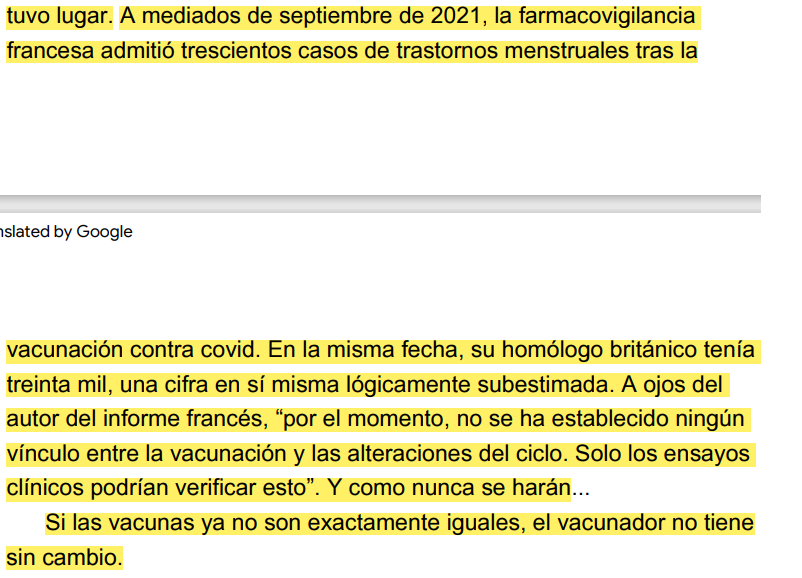 tuvo lugar. A mediados de septiembre de 2021, la farmacovigilancia
francesa admitió trescientos casos de trastornos menstruales tras la
nslated by Google
vacunación contra covid. En la misma fecha, su homólogo británico tenía
treinta mil, una cifra en sí misma lógicamente subestimada. A ojos del
autor del informe francés, “por el momento, no se ha establecido ningún
vínculo entre la vacunación y las alteraciones del ciclo. Solo los ensayos
clínicos podrían verificar esto”. Y como nunca se harán...
Si las vacunas ya no son exactamente iguales, el vacunador no tiene
sin cambio.